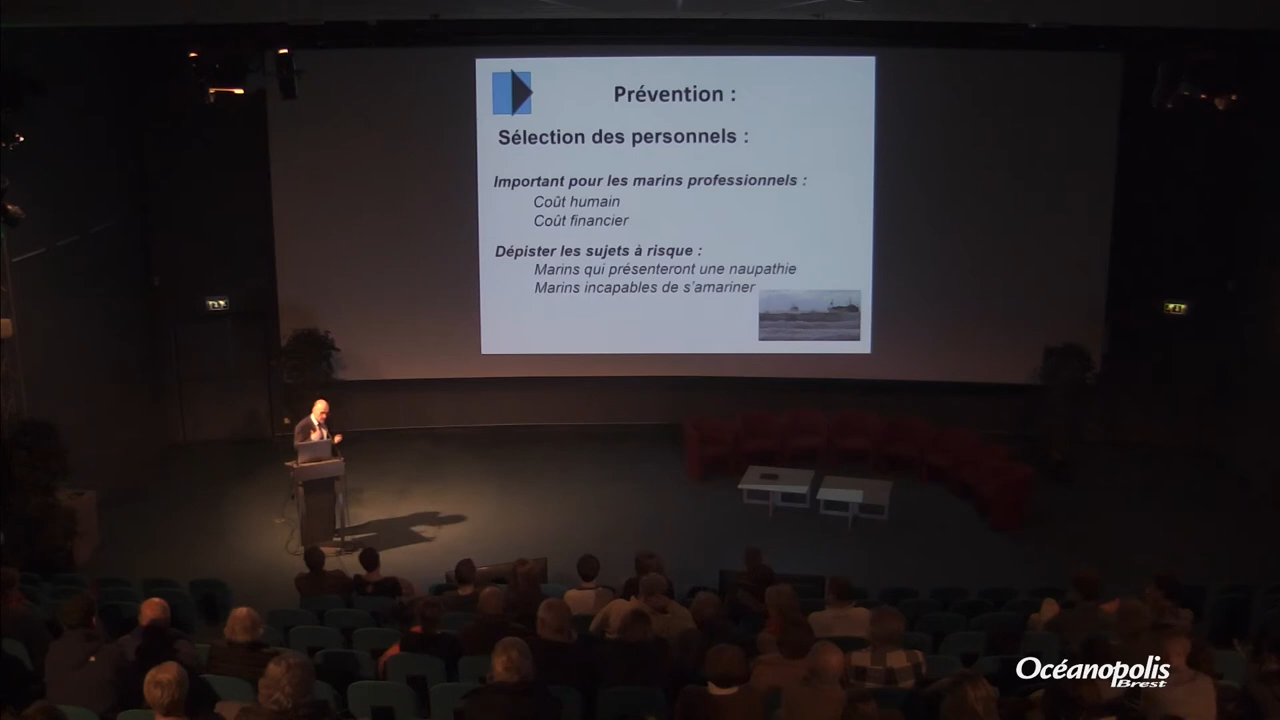 Prévention :
Sélection des personnels :
Important pour les marins professionnels :
Coût humain
Coût financier
Dépister les sujets à risque :
Marins qui présenteront une naupathie
Marins incapables de s'amariner
Océanopolis
Brest